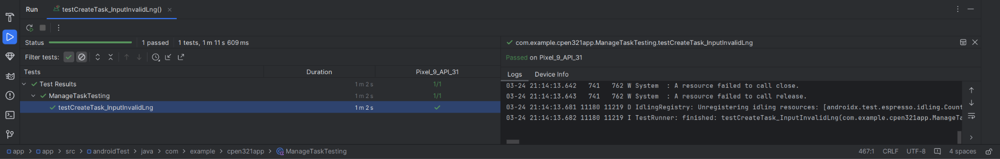 Run testCreateTask_InputInvalidLng()
Status 1 passed 1 tests, 1 m 11 s 609 ms
com.example.cpen321app.ManageTaskTesting.testCreateTask_InputInvalidLng
Filter tests:
Passed on Pixel_9_API_31
Tests Duration Pixel_9_API_31
Logs Device Info
Test Results 1 m 2 s 1/1
ManageTaskTesting 1 m 2 s 1/1
testCreateTask_InputInvalidLng 1 m 2 s
03-24 21:14:13.642 741 762 W System : A resource failed to call close.
03-24 21:14:13.643 741 762 W System : A resource failed to call release.
03-24 21:14:13.681 11180 11219 D IdlingRegistry: Unregistering idling resources: [androidx.test.espresso.idling.Count
03-24 21:14:13.682 11180 11219 I TestRunner: finished: testCreateTask_InputInvalidLng(com.example.cpen321app.ManageTa
app > app > src > androidTest > java > com > example > cpen321app > ManageTaskTesting 467:1 CRLF UTF-8 4 spaces